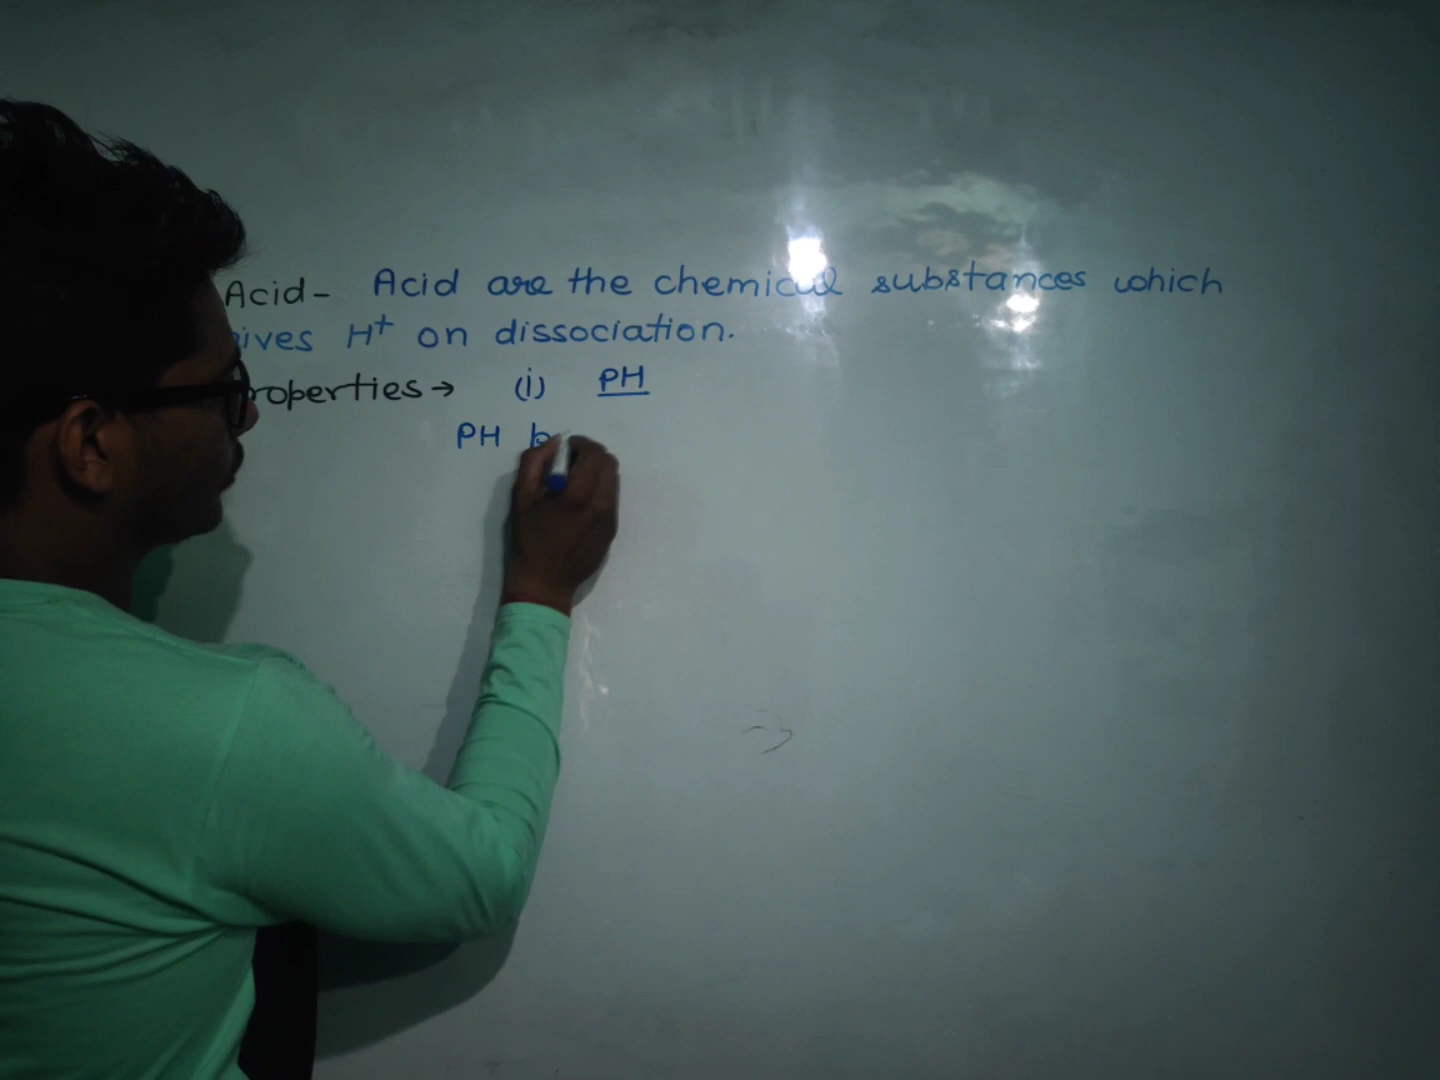 Acid - Acid are the chemical substances which
ives H+ on dissociation.
roperties → (i) PH
PH b